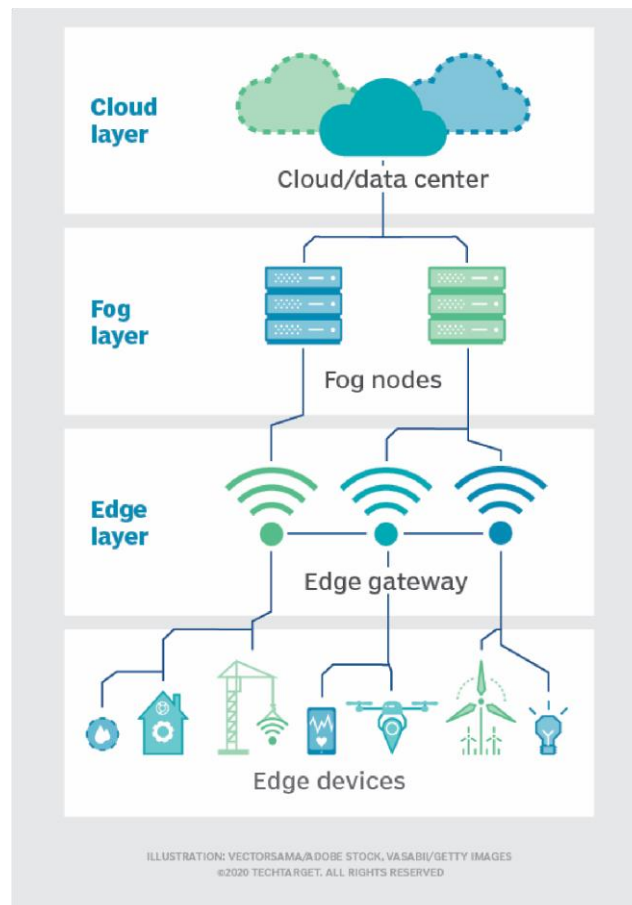 Cloud
layer
Cloud/data center
Fog
layer
Fog nodes
Edge
layer
Edge gateway
Edge devices
ILLUSTRATION: VECTORSAMA/ADOBE STOCK, VASABII/GETTY IMAGES
©2020 TECHTARGET. ALL RIGHTS RESERVED